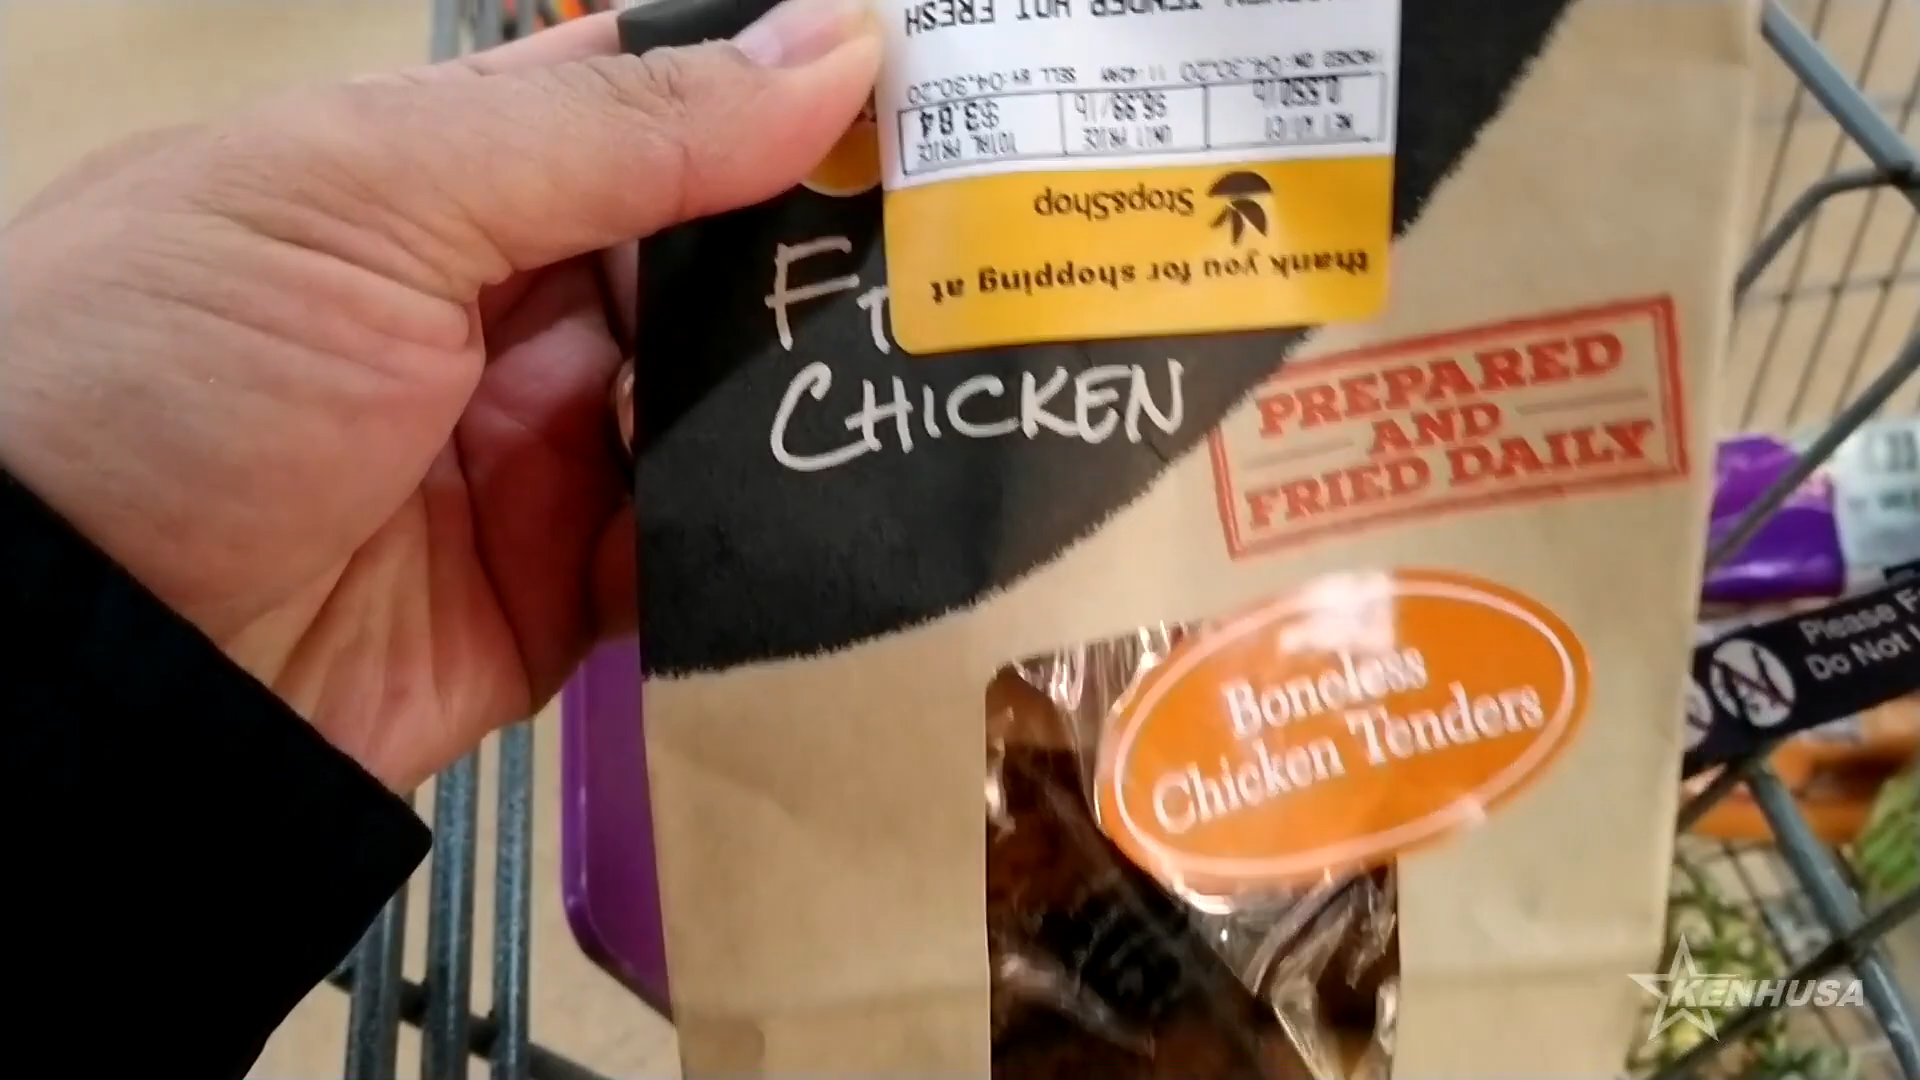 TENDER HOT FRESH
PACKED ON:04.30.20 11:42AM SELL BY:04.30.20
NET WT/CT UNIT PRICE TOTAL PRICE
0.550lb $6.99/lb $3.84
Stop&Shop
thank you for shopping at
CHICKEN
PREPARED
AND
FRIED DAILY
Boneless
Chicken Tenders
Please
Do Not
KENHUSA